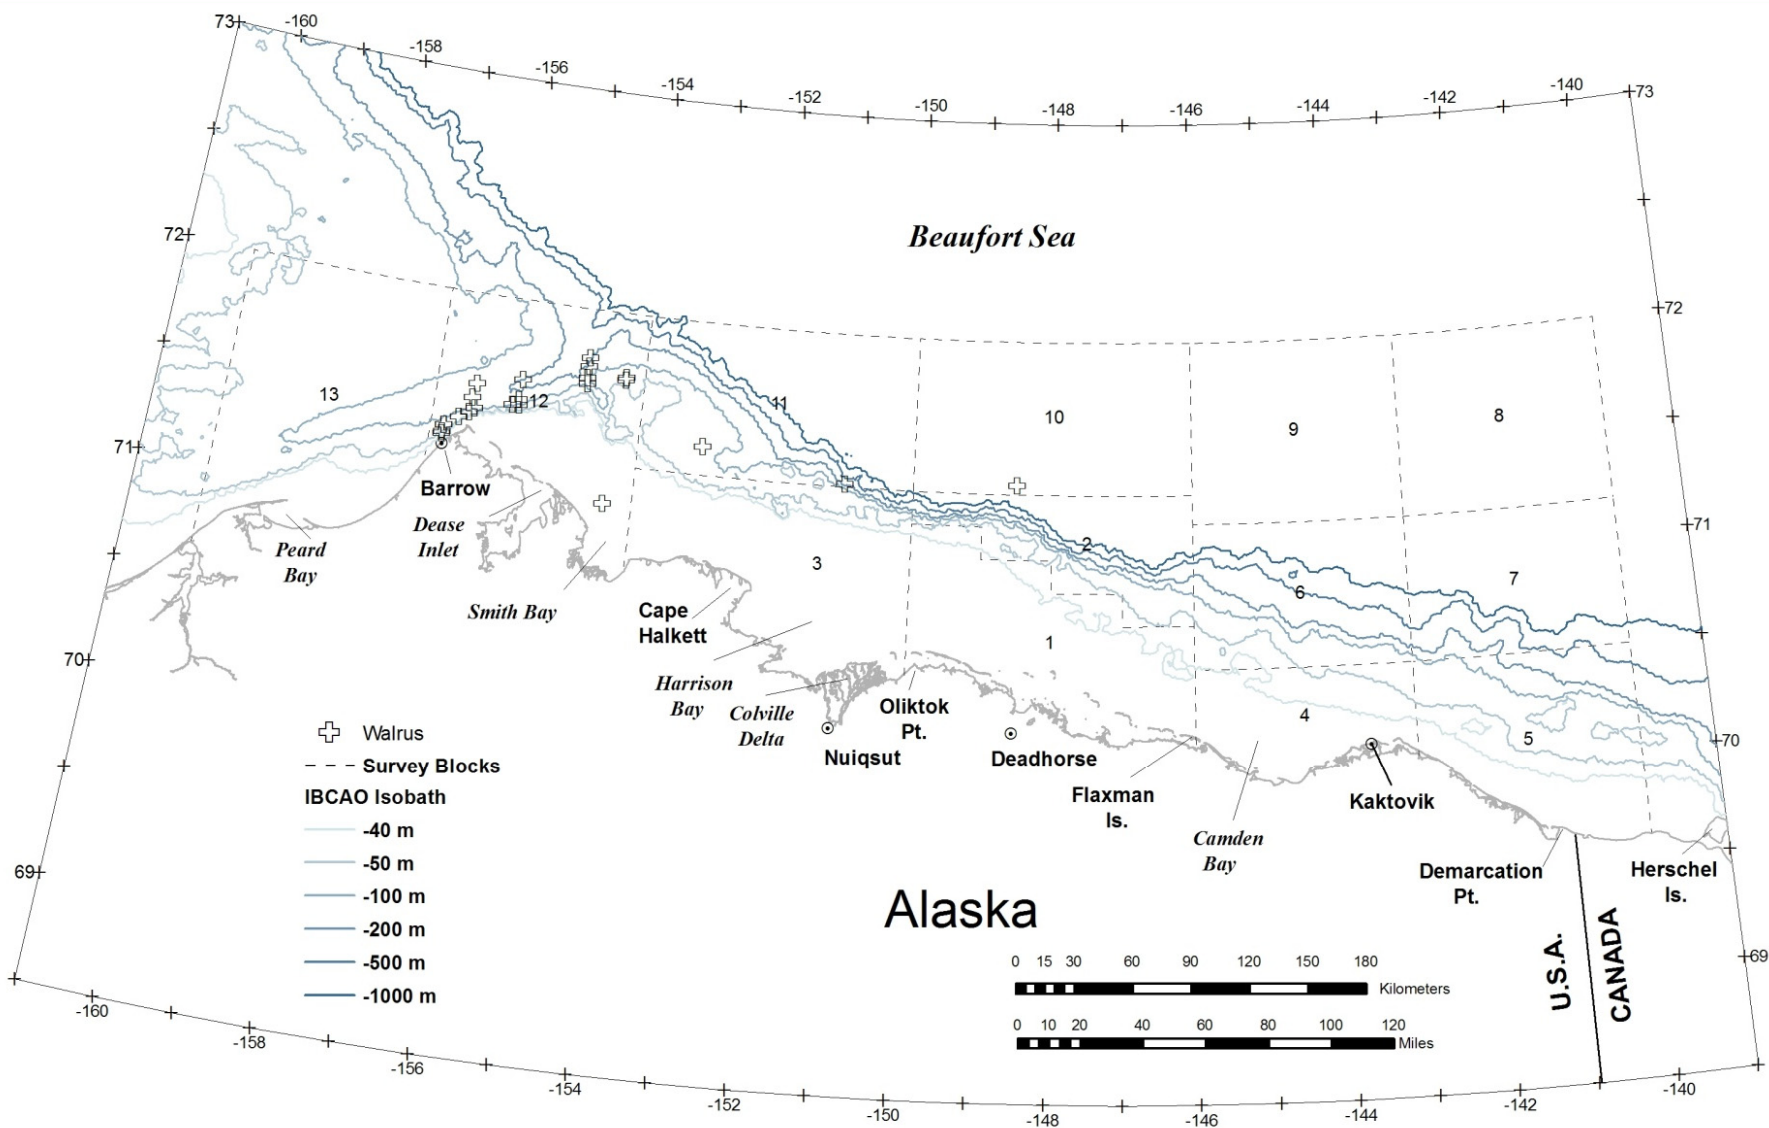 73
-160
-158
-156
-154
-152
-150
-148
-146
-144
-142
-140
73
72
Beaufort Sea
72
13
12
11
10
9
8
71
Barrow
Dease
Inlet
Peard
Bay
Smith Bay
3
2
6
7
71
Cape
Halkett
1
70
Harrison
Bay
Colville
Delta
Oliktok
Pt.
Nuiqsut
Deadhorse
Flaxman
Is.
4
5
70
Kaktovik
Camden
Bay
Demarcation
Pt.
Herschel
Is.
Walrus
Survey Blocks
IBCAO Isobath
-40 m
-50 m
-100 m
-200 m
-500 m
-1000 m
69
Alaska
U.S.A.
CANADA
69
0 15 30 60 90 120 150 180
Kilometers
0 10 20 40 60 80 100 120
Miles
-160
-158
-156
-154
-152
-150
-148
-146
-144
-142
-140